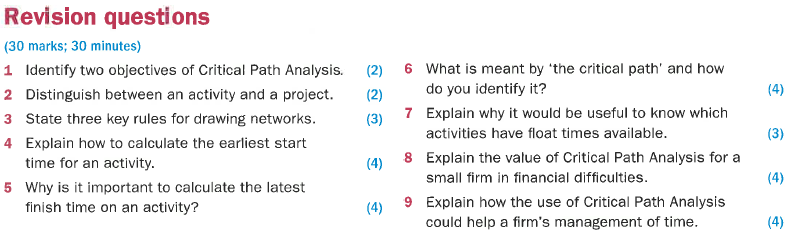 Revision questions
(30 marks; 30 minutes)
1 Identify two objectives of Critical Path Analysis. (2)
2 Distinguish between an activity and a project. (2)
3 State three key rules for drawing networks. (3)
4 Explain how to calculate the earliest start
time for an activity. (4)
5 Why is it important to calculate the latest
finish time on an activity? (4)
6 What is meant by ‘the critical path’ and how
do you identify it? (4)
7 Explain why it would be useful to know which
activities have float times available. (3)
8 Explain the value of Critical Path Analysis for a
small firm in financial difficulties. (4)
9 Explain how the use of Critical Path Analysis
could help a firm’s management of time. (4)